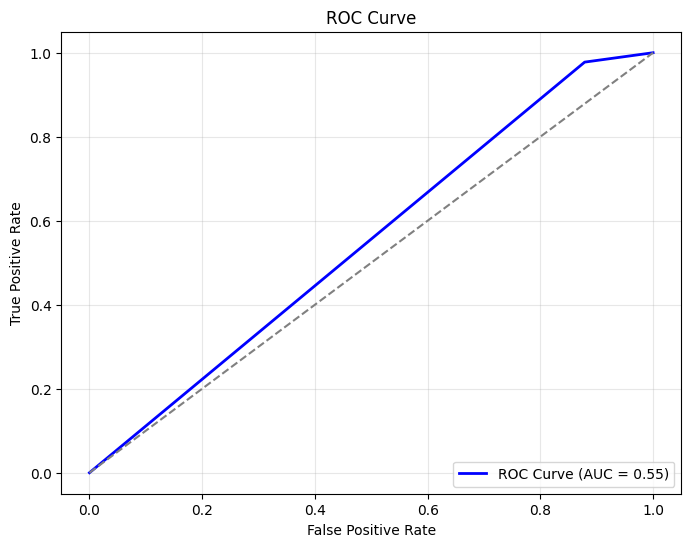 ROC Curve
True Positive Rate
1.0
0.8
0.6
0.4
0.2
0.0
ROC Curve (AUC = 0.55)
0.0 0.2 0.4 0.6 0.8 1.0
False Positive Rate